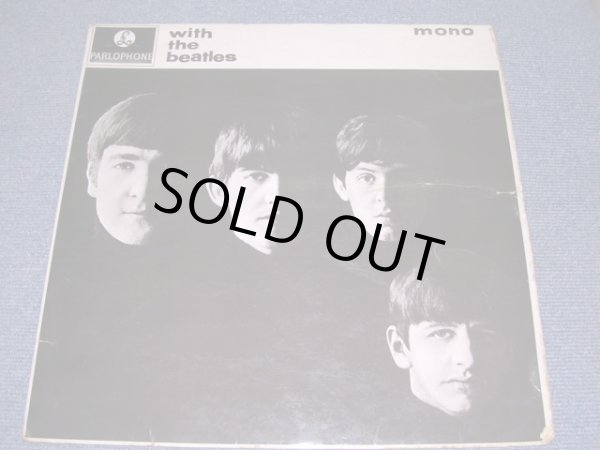 PARLOPHONE
with
the
beatles
mono
SOLD OUT